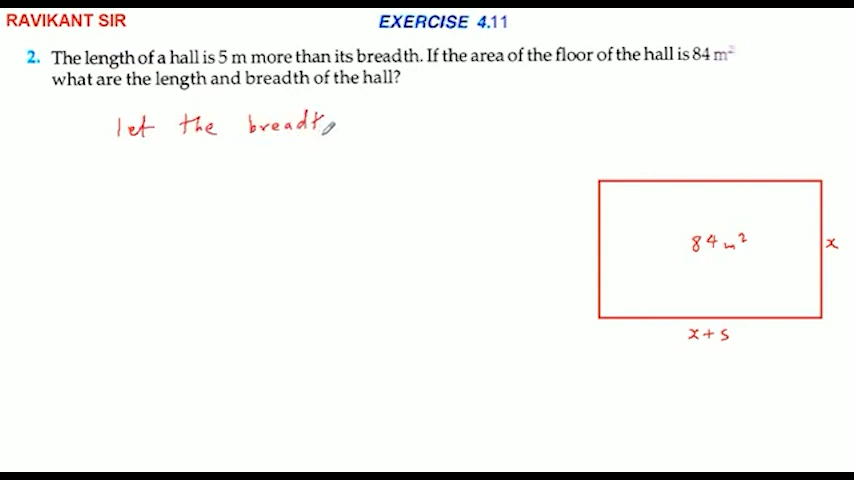 RAVIKANT SIR
EXERCISE 4.11
2. The length of a hall is 5 m more than its breadth. If the area of the floor of the hall is 84 m²
what are the length and breadth of the hall?
let the breadt
84 m²
x
x + 5